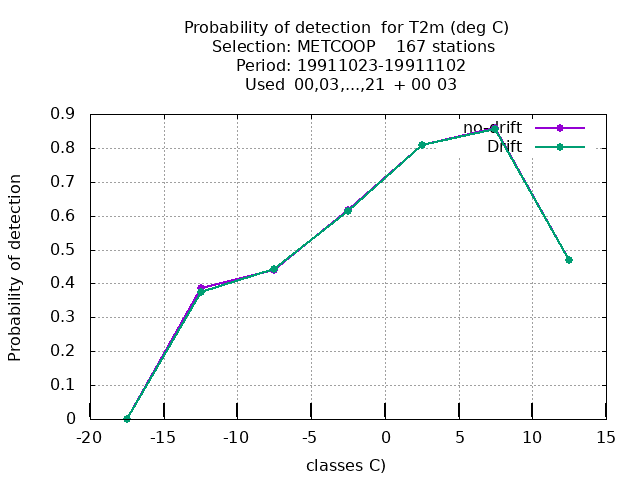 Probability of detection for T2m (deg C)
Selection: METCOOP 167 stations
Period: 19911023-19911102
Used 00,03,...,21 + 00 03
no-drift
Drift
Probability of detection
0.9
0.8
0.7
0.6
0.5
0.4
0.3
0.2
0.1
0
-20 -15 -10 -5 0 5 10 15
classes C)